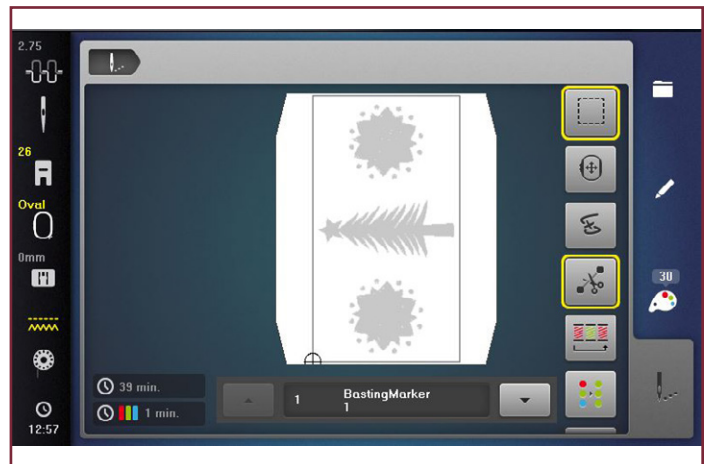 2.75
26
Oval
0mm
12:57
39 min.
1 min.
1 BastingMarker
1
30